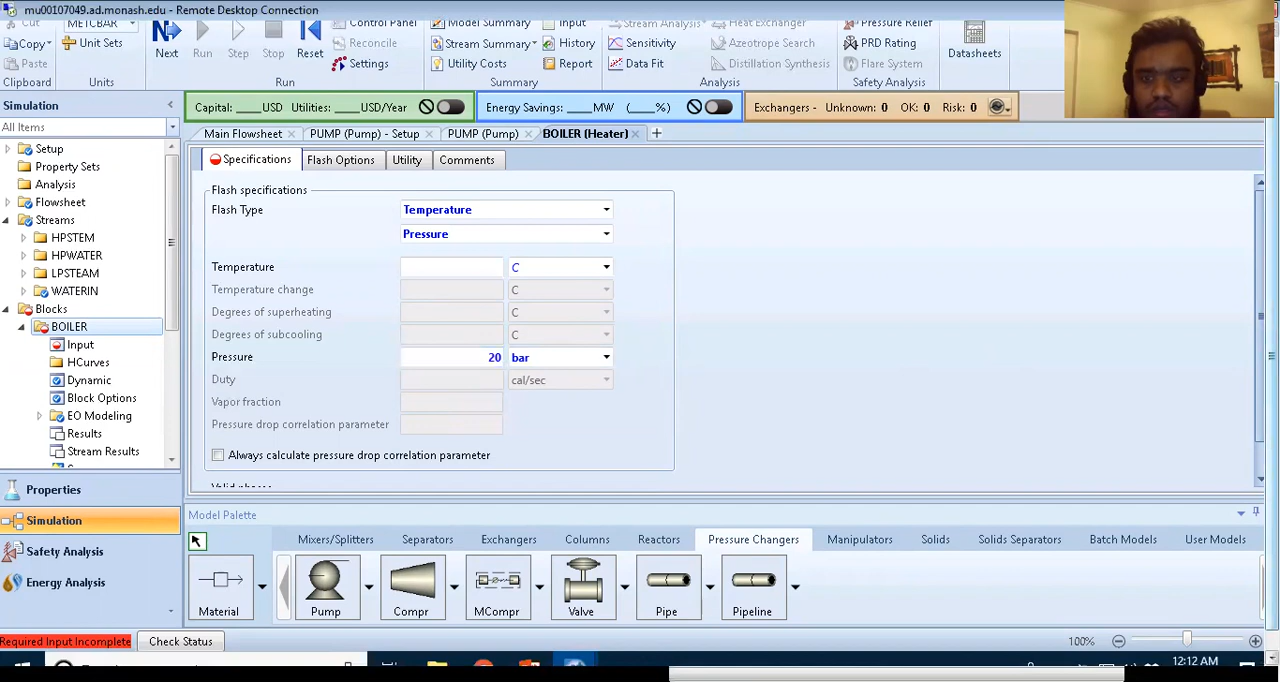 mu00107049.ad.monash.edu - Remote Desktop Connection
METCBAR
Control Panel
Model Summary
Input
Stream Analysis
Heat Exchanger
Pressure Relief
Copy
Unit Sets
Next
Run
Step
Stop
Reset
Reconcile
Stream Summary
History
Sensitivity
Azeotrope Search
PRD Rating
Datasheets
Paste
Settings
Utility Costs
Report
Data Fit
Distillation Synthesis
Flare System
Clipboard
Units
Run
Summary
Analysis
Safety Analysis
Simulation
Capital: ____USD Utilities: ____USD/Year
Energy Savings: ____MW (____%)
Exchangers - Unknown: 0 OK: 0 Risk: 0
All Items
Main Flowsheet
PUMP (Pump) - Setup
PUMP (Pump)
BOILER (Heater)
Setup
Property Sets
Analysis
Flowsheet
Streams
HPSTEM
HPWATER
LPSTEAM
WATERIN
Blocks
BOILER
Input
HCurves
Dynamic
Block Options
EO Modeling
Results
Stream Results
Specifications
Flash Options
Utility
Comments
Flash specifications
Flash Type
Temperature
Pressure
Temperature
C
Temperature change
C
Degrees of superheating
C
Degrees of subcooling
C
Pressure
20
bar
Duty
cal/sec
Vapor fraction
Pressure drop correlation parameter
Always calculate pressure drop correlation parameter
Properties
Simulation
Safety Analysis
Energy Analysis
Model Palette
Mixers/Splitters
Separators
Exchangers
Columns
Reactors
Pressure Changers
Manipulators
Solids
Solids Separators
Batch Models
User Models
Material
Pump
Compr
MCompr
Valve
Pipe
Pipeline
Required Input Incomplete
Check Status
100%
12:12 AM